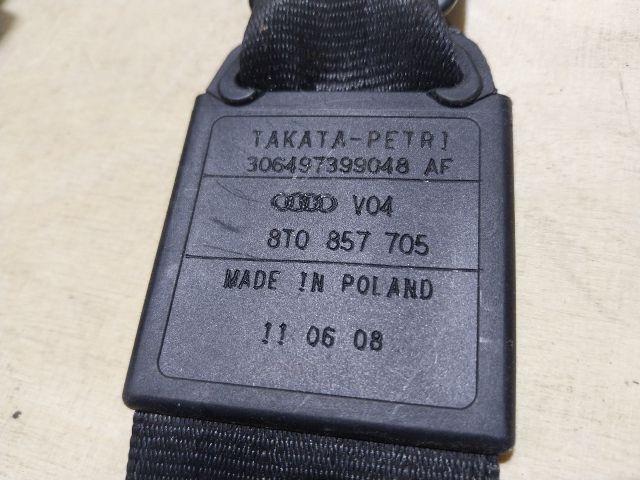 TAKATA-PETRI
306497399048 AF
V04
8T0 857 705
MADE IN POLAND
11 06 08